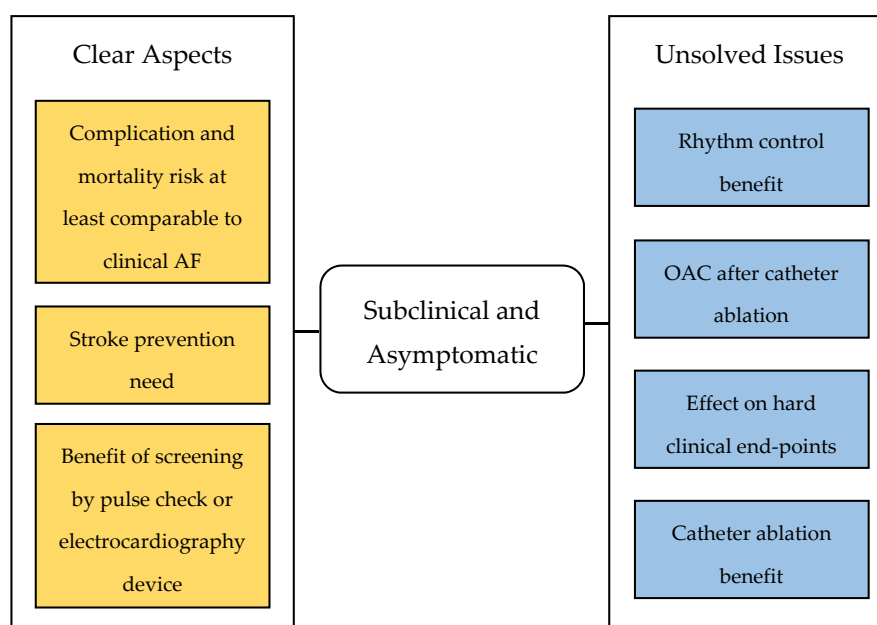 Clear Aspects
Complication and
mortality risk at
least comparable to
clinical AF
Stroke prevention
need
Benefit of screening
by pulse check or
electrocardiography
device
Subclinical and
Asymptomatic
Unsolved Issues
Rhythm control
benefit
OAC after catheter
ablation
Effect on hard
clinical end-points
Catheter ablation
benefit